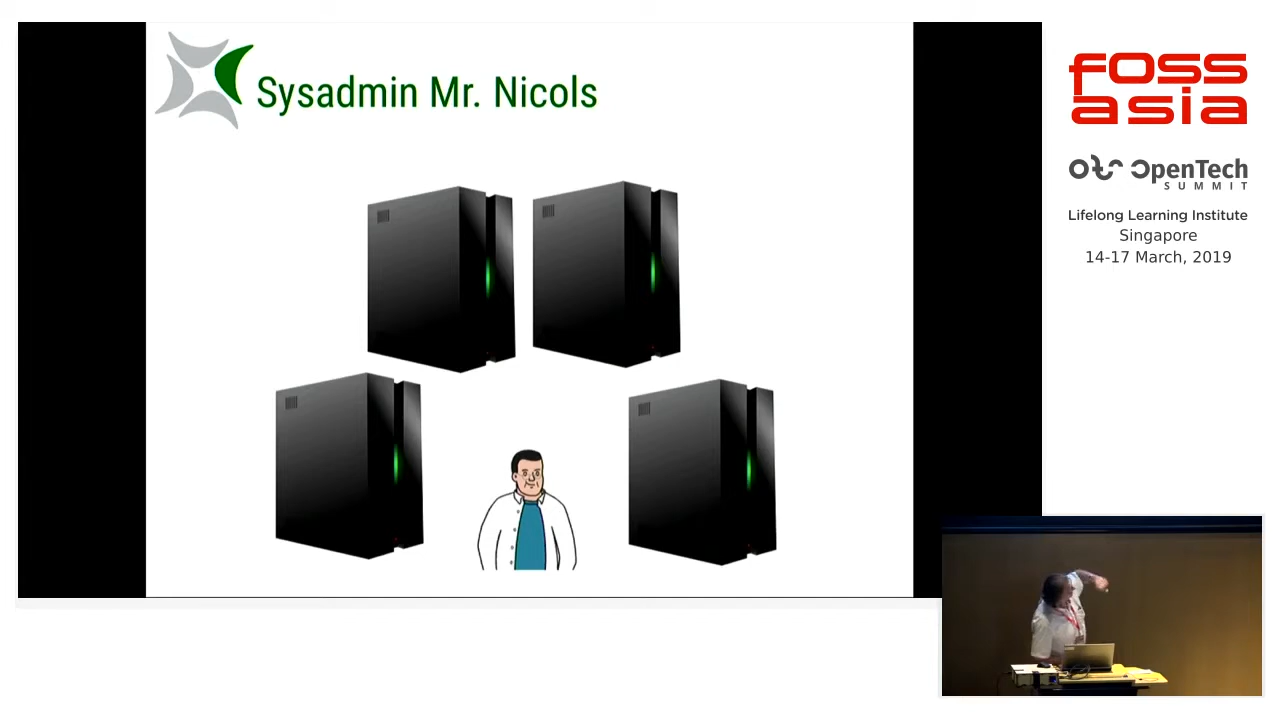 Sysadmin Mr. Nicols
fOSS
asia
OpenTech
SUMMIT
Lifelong Learning Institute
Singapore
14-17 March, 2019